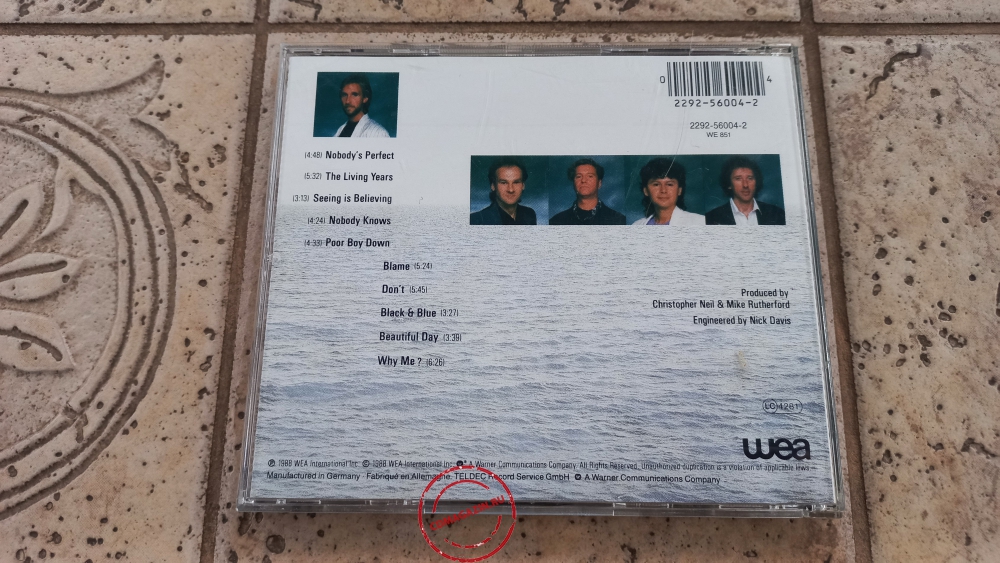 0 4
2292-56004-2
2292-56004-2
WE 851
(4:48) Nobody's Perfect
(5:32) The Living Years
(3:13) Seeing is Believing
(4:24) Nobody Knows
(4:33) Poor Boy Down
Blame (5:24)
Don't (5:45)
Black & Blue (3:27)
Beautiful Day (3:39)
Why Me? (6:26)
Produced by
Christopher Neil & Mike Rutherford
Engineered by Nick Davis
LC 4281
wea
℗ 1988 WEA International Inc. © 1988 WEA International Inc. A Warner Communications Company. All Rights Reserved. Unauthorized duplication is a violation of applicable laws
Manufactured in Germany · Fabriqué en Allemagne. TELDEC Record Service GmbH A Warner Communications Company